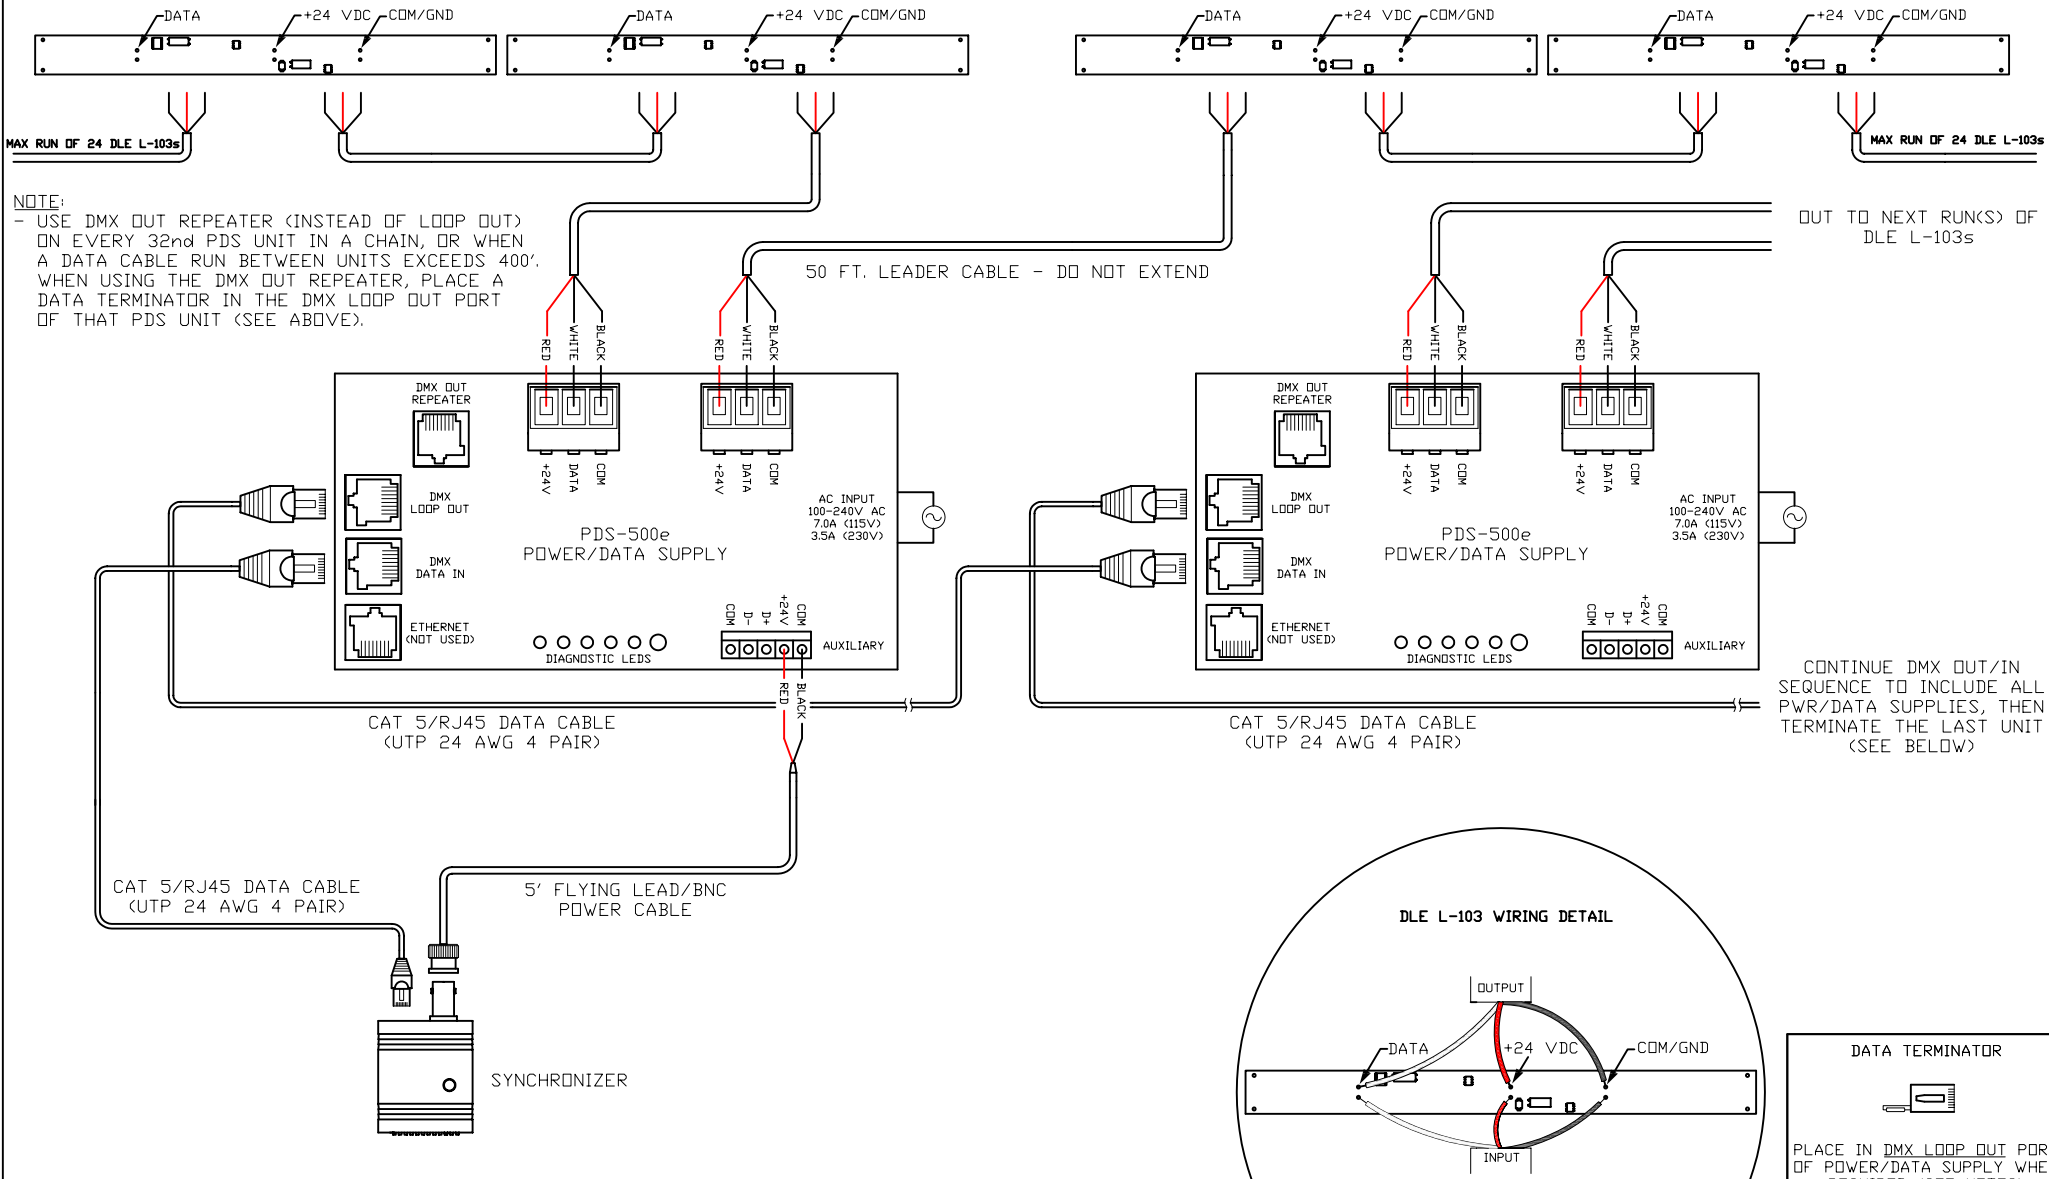 DATA
+24 VDC
COM/GND
DATA
+24 VDC
COM/GND
DATA
+24 VDC
COM/GND
DATA
+24 VDC
COM/GND
MAX RUN OF 24 DLE L-103s
MAX RUN OF 24 DLE L-103s
NOTE:
- USE DMX OUT REPEATER (INSTEAD OF LOOP OUT)
ON EVERY 32nd PDS UNIT IN A CHAIN, OR WHEN
A DATA CABLE RUN BETWEEN UNITS EXCEEDS 400'.
WHEN USING THE DMX OUT REPEATER, PLACE A
DATA TERMINATOR IN THE DMX LOOP OUT PORT
OF THAT PDS UNIT (SEE ABOVE).
50 FT. LEADER CABLE - DO NOT EXTEND
OUT TO NEXT RUN(S) OF
DLE L-103s
RED
WHITE
BLACK
RED
WHITE
BLACK
RED
WHITE
BLACK
RED
WHITE
BLACK
DMX OUT
REPEATER
+24V
DATA
COM
+24V
DATA
COM
DMX
LOOP OUT
AC INPUT
100-240V AC
7.0A (115V)
3.5A (230V)
PDS-500e
POWER/DATA SUPPLY
DMX
DATA IN
ETHERNET
(NOT USED)
DIAGNOSTIC LEDS
COM
D-
D+
+24V
COM
AUXILIARY
RED
BLACK
DMX OUT
REPEATER
+24V
DATA
COM
+24V
DATA
COM
DMX
LOOP OUT
AC INPUT
100-240V AC
7.0A (115V)
3.5A (230V)
PDS-500e
POWER/DATA SUPPLY
DMX
DATA IN
ETHERNET
(NOT USED)
DIAGNOSTIC LEDS
COM
D-
D+
+24V
COM
AUXILIARY
CAT 5/RJ45 DATA CABLE
(UTP 24 AWG 4 PAIR)
CAT 5/RJ45 DATA CABLE
(UTP 24 AWG 4 PAIR)
CONTINUE DMX OUT/IN
SEQUENCE TO INCLUDE ALL
PWR/DATA SUPPLIES, THEN
TERMINATE THE LAST UNIT
(SEE BELOW)
CAT 5/RJ45 DATA CABLE
(UTP 24 AWG 4 PAIR)
5' FLYING LEAD/BNC
POWER CABLE
SYNCHRONIZER
DLE L-103 WIRING DETAIL
OUTPUT
DATA
+24 VDC
COM/GND
INPUT
DATA TERMINATOR
PLACE IN DMX LOOP OUT POR
OF POWER/DATA SUPPLY WHE